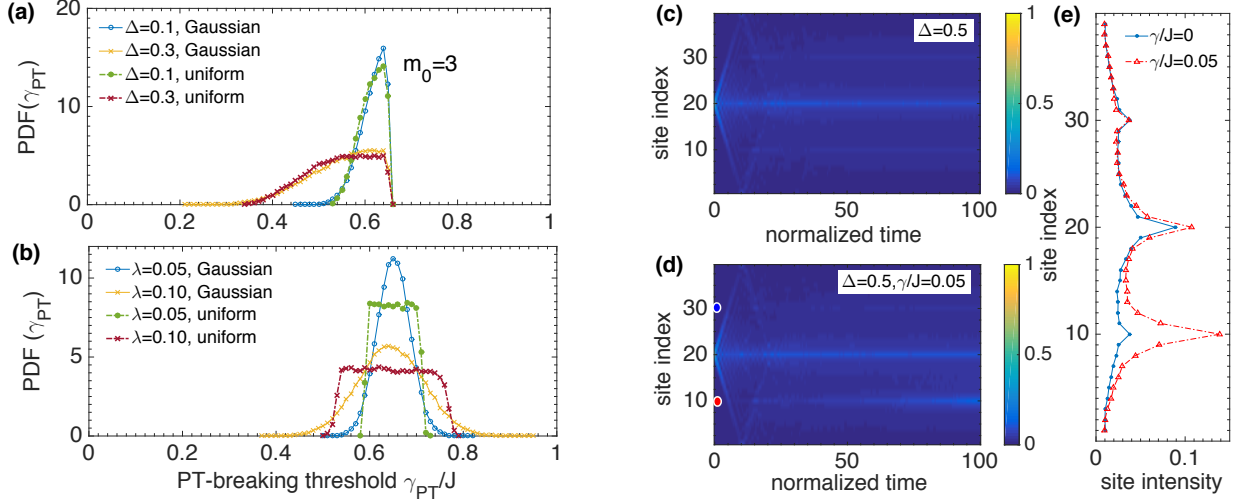 (a)
Δ=0.1, Gaussian
Δ=0.3, Gaussian
Δ=0.1, uniform
Δ=0.3, uniform
m0=3
PDF(γPT)
20
10
0
0 0.2 0.4 0.6 0.8 1
(b)
λ=0.05, Gaussian
λ=0.10, Gaussian
λ=0.05, uniform
λ=0.10, uniform
PDF (γPT)
10
5
0
0 0.2 0.4 0.6 0.8 1
PT-breaking threshold γPT/J
(c)
Δ=0.5
site index
30
20
10
0 50 100
normalized time
1
0.5
0
(d)
Δ=0.5,γ/J=0.05
site index
30
20
10
0 50 100
normalized time
1
0.5
0
(e)
γ/J=0
γ/J=0.05
site index
30
20
10
0 0.1
site intensity